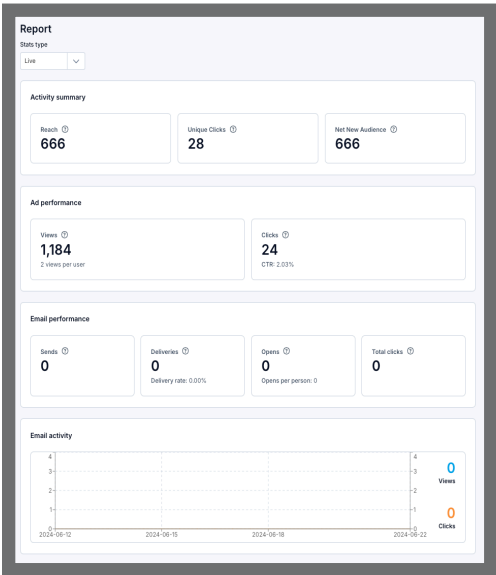 Report
Stats type
Live
Activity summary
Reach ?
666
Unique Clicks ?
28
Net New Audience ?
666
Ad performance
Views ?
1,184
2 views per user
Clicks ?
24
CTR: 2.03%
Email performance
Sends ?
0
Deliveries ?
0
Delivery rate: 0.00%
Opens ?
0
Opens per person: 0
Total clicks ?
0
Email activity
4 4
3 3
2 2
1 1
0 0
2024-06-12 2024-06-15 2024-06-18 2024-06-22
0
Views
0
Clicks